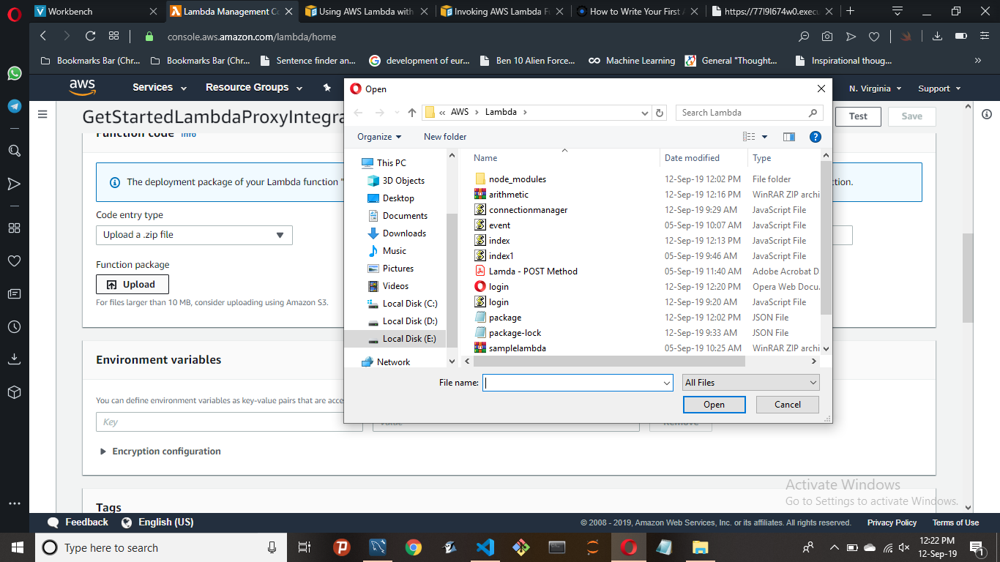 Workbench
Lambda Management Co
Using AWS Lambda with
Invoking AWS Lambda Fu
How to Write Your First A
https://77l9l674w0.execu
console.aws.amazon.com/lambda/home
Bookmarks Bar (Chr...
Bookmarks Bar (Chr...
Sentence finder an...
development of eur...
Ben 10 Alien Force...
Machine Learning
General "Thought...
Inspirational thoug...
aws
Services
Resource Groups
N. Virginia
Support
GetStartedLambdaProxyIntegra
Test
Save
Function code
Info
The deployment package of your Lambda function "
tion.
Code entry type
Upload a .zip file
Function package
Upload
For files larger than 10 MB, consider uploading using Amazon S3.
Environment variables
You can define environment variables as key-value pairs that are acce
Key
Value
Remove
Encryption configuration
Tags
Open
« AWS › Lambda ›
Search Lambda
Organize
New folder
This PC
3D Objects
Desktop
Documents
Downloads
Music
Pictures
Videos
Local Disk (C:)
Local Disk (D:)
Local Disk (E:)
Network
Name Date modified Type
node_modules 12-Sep-19 12:02 PM File folder
arithmetic 12-Sep-19 12:16 PM WinRAR ZIP archi
connectionmanager 12-Sep-19 9:29 AM JavaScript File
event 05-Sep-19 10:07 AM JavaScript File
index 12-Sep-19 12:13 PM JavaScript File
index1 05-Sep-19 9:46 AM JavaScript File
Lamda - POST Method 05-Sep-19 11:40 AM Adobe Acrobat D
login 12-Sep-19 12:20 PM Opera Web Docu.
login 12-Sep-19 9:20 AM JavaScript File
package 12-Sep-19 12:02 PM JSON File
package-lock 12-Sep-19 9:33 AM JSON File
samplelambda 05-Sep-19 10:25 AM WinRAR ZIP archi
File name:
All Files
Open
Cancel
Activate Windows
Go to Settings to activate Windows.
Feedback
English (US)
© 2008 - 2019, Amazon Web Services, Inc. or its affiliates. All rights reserved.
Privacy Policy
Terms of Use
Type here to search
12:22 PM
12-Sep-19
1